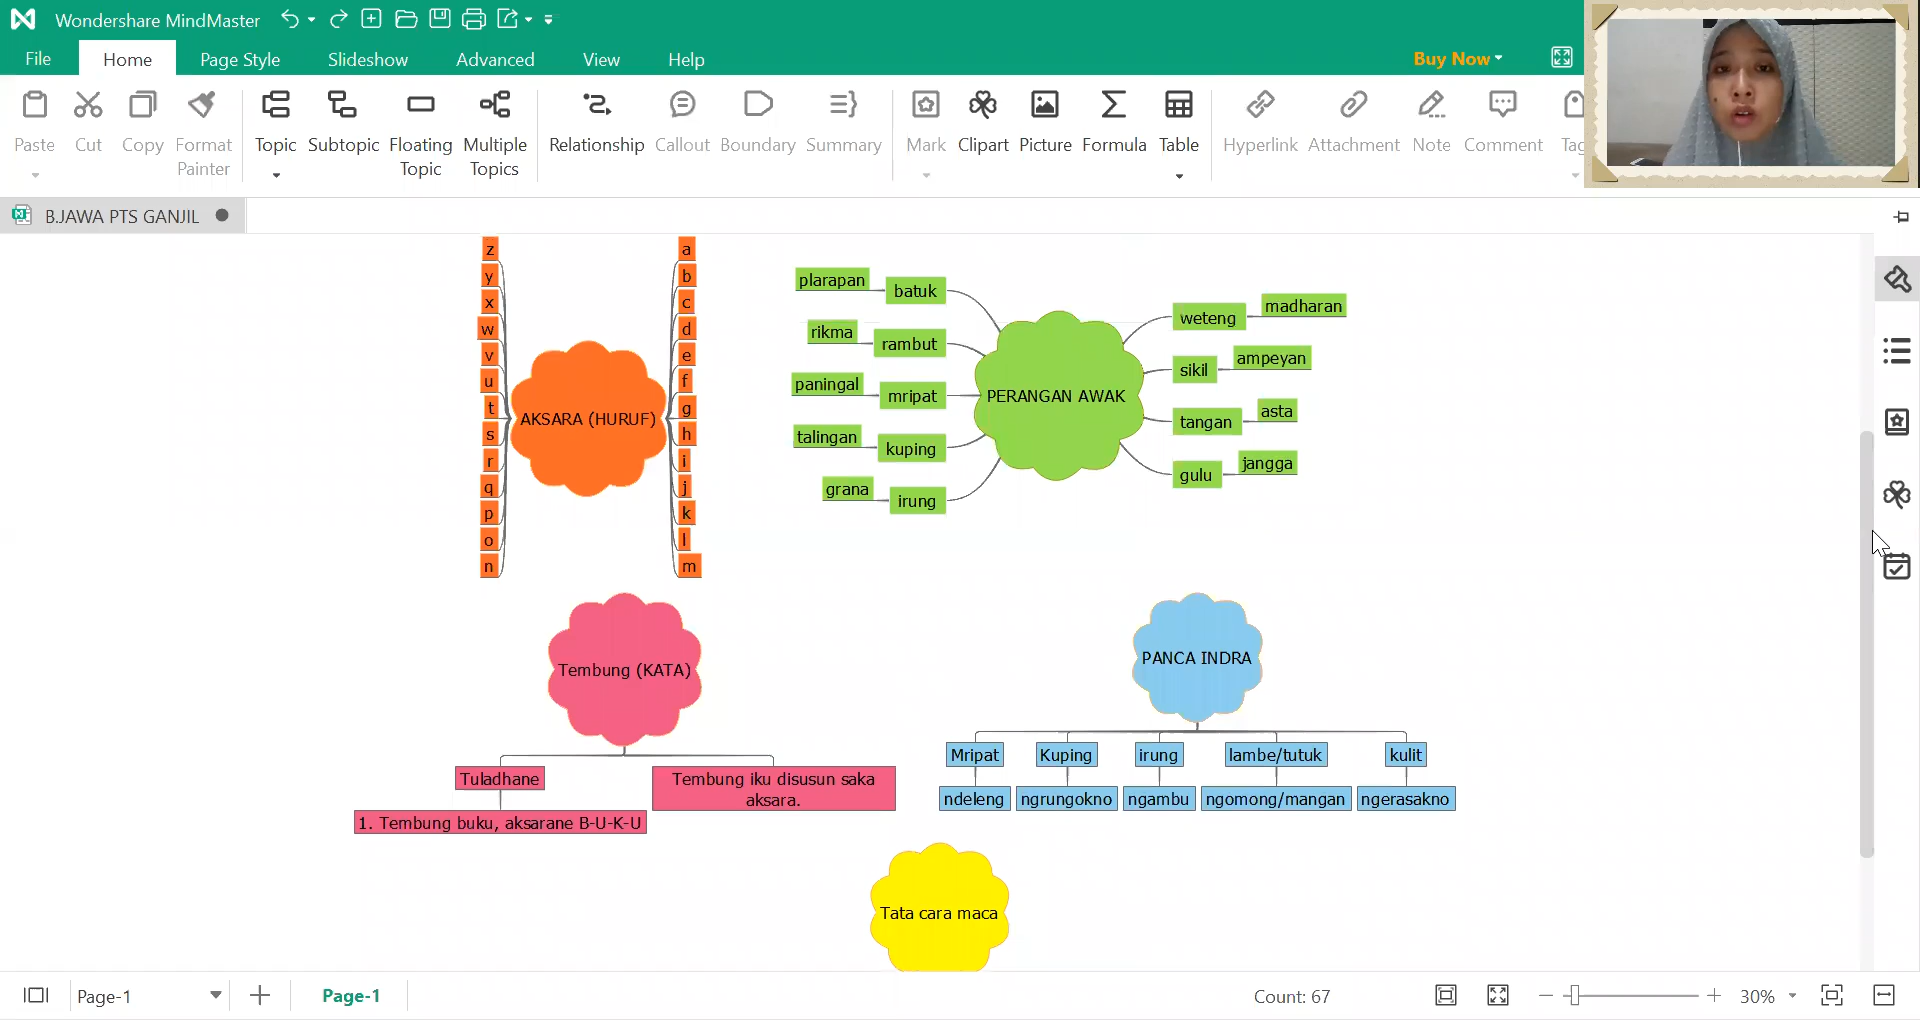 Wondershare MindMaster
File Home Page Style Slideshow Advanced View Help Buy Now
Paste Cut Copy Format Painter Topic Subtopic Floating Topic Multiple Topics Relationship Callout Boundary Summary Mark Clipart Picture Formula Table Hyperlink Attachment Note Comment Tag
B.JAWA PTS GANJIL
AKSARA (HURUF)
z
y
x
w
v
u
t
s
r
q
p
o
n
a
b
c
d
e
f
g
h
i
j
k
l
m
PERANGAN AWAK
plarapan batuk
rikma rambut
paningal mripat
talingan kuping
grana irung
weteng madharan
sikil ampeyan
tangan asta
gulu jangga
Tembung (KATA)
Tuladhane
1. Tembung buku, aksarane B-U-K-U
Tembung iku disusun saka
aksara.
PANCA INDRA
Mripat Kuping irung lambe/tutuk kulit
ndeleng ngrungokno ngambu ngomong/mangan ngerasakno
Tata cara maca
Page-1 Page-1 Count: 67 30%